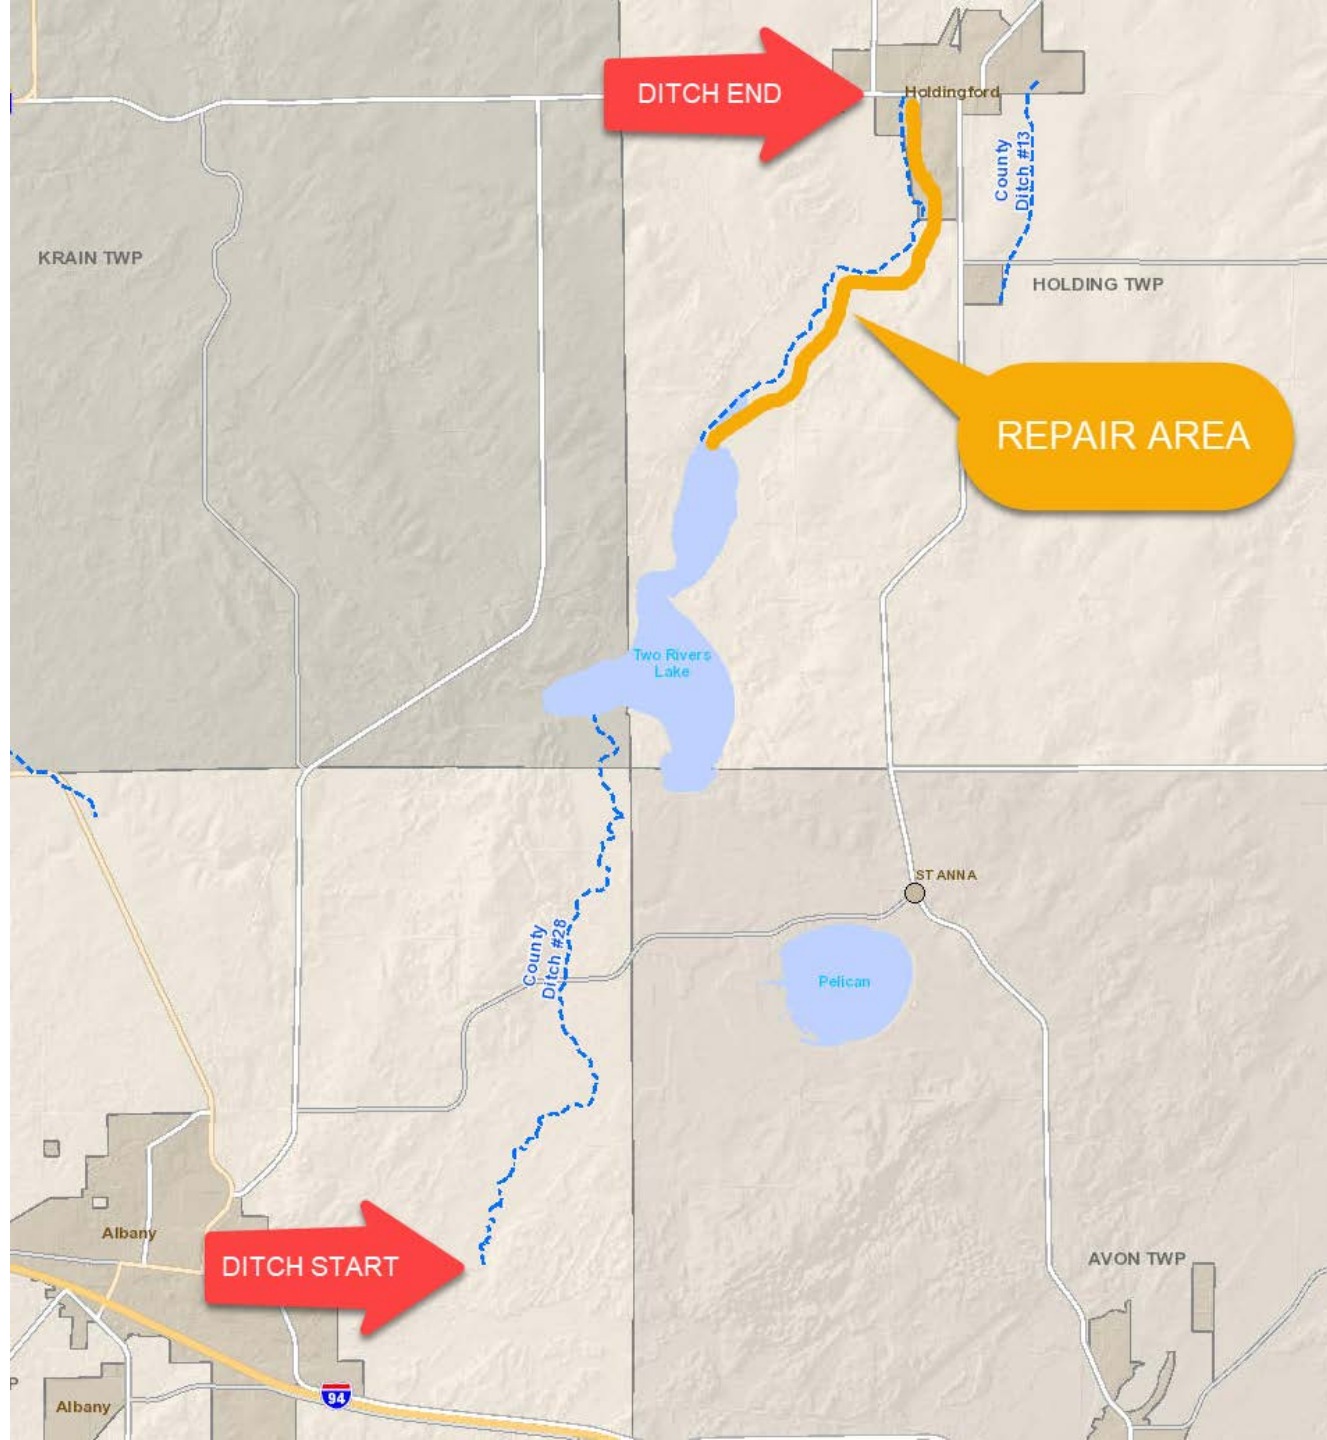 DITCH END
Holdingford
County
Ditch #13
KRAIN TWP
HOLDING TWP
REPAIR AREA
Two Rivers
Lake
ST ANNA
County
Ditch #28
Pelican
Albany
DITCH START
AVON TWP
94
Albany